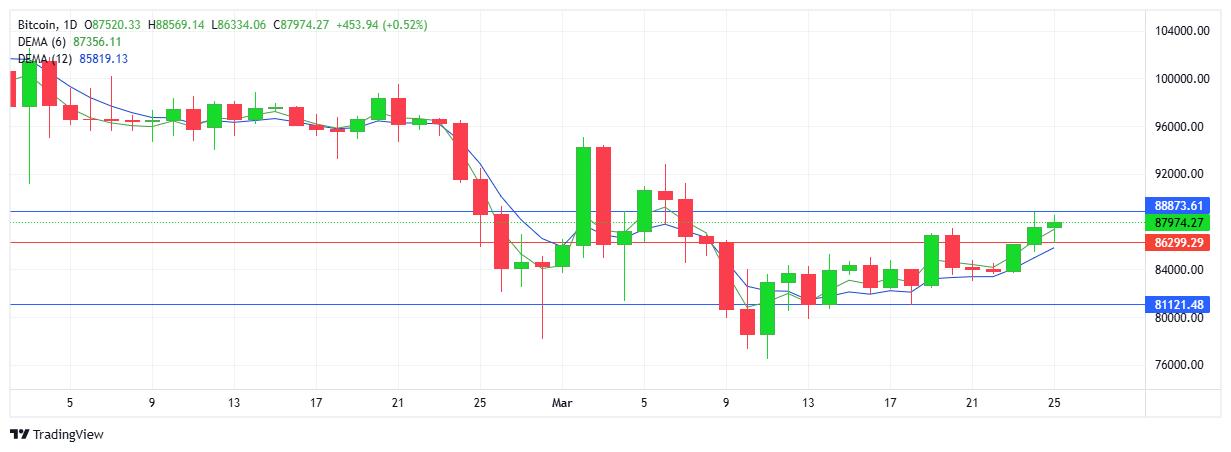 Bitcoin, 1D O87520.33 H88569.14 L86334.06 C87974.27 +453.94 (+0.52%)
DEMA (6) 87356.11
DEMA (12) 85819.13
104000.00
100000.00
96000.00
92000.00
88873.61
87974.27
86299.29
84000.00
81121.48
80000.00
76000.00
5 9 13 17 21 25 Mar 5 9 13 17 21 25
TradingView